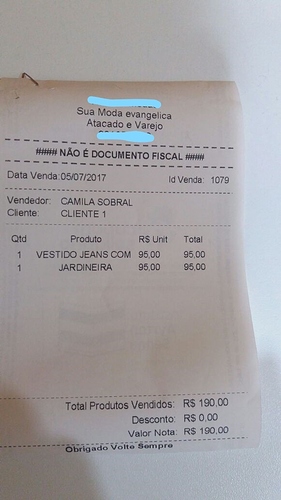 Sua Moda evangelica
Atacado e Varejo
#### NÃO É DOCUMENTO FISCAL ####
Data Venda:05/07/2017 Id Venda: 1079
Vendedor: CAMILA SOBRAL
Cliente: CLIENTE 1
Qtd Produto R$ Unit Total
1 VESTIDO JEANS COM 95,00 95,00
1 JARDINEIRA 95,00 95,00
Total Produtos Vendidos: R$ 190,00
Desconto: R$ 0,00
Valor Nota: R$ 190,00
Obrigado Volte Sempre